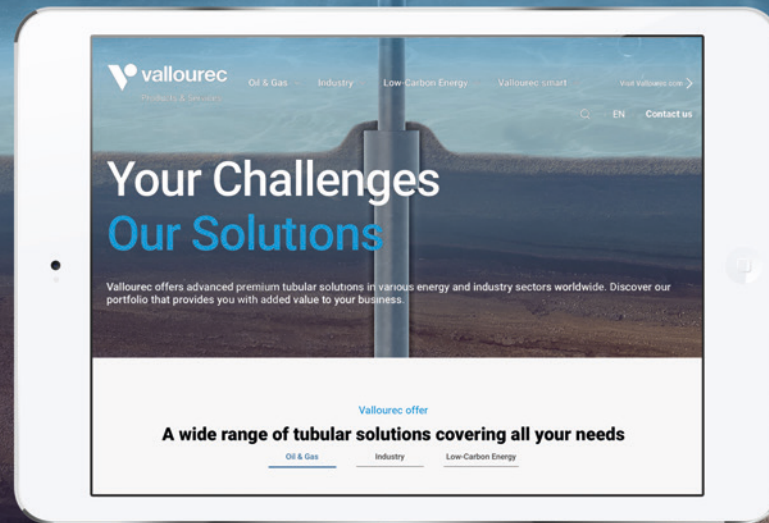 vallourec
Products & Services
Oil & Gas Industry Low-Carbon Energy Vallourec smart Visit vallourec.com
EN Contact us
Your Challenges
Our Solutions
Vallourec offers advanced premium tubular solutions in various energy and industry sectors worldwide. Discover our
portfolio that provides you with added value to your business.
Vallourec offer
A wide range of tubular solutions covering all your needs
Oil & Gas Industry Low-Carbon Energy